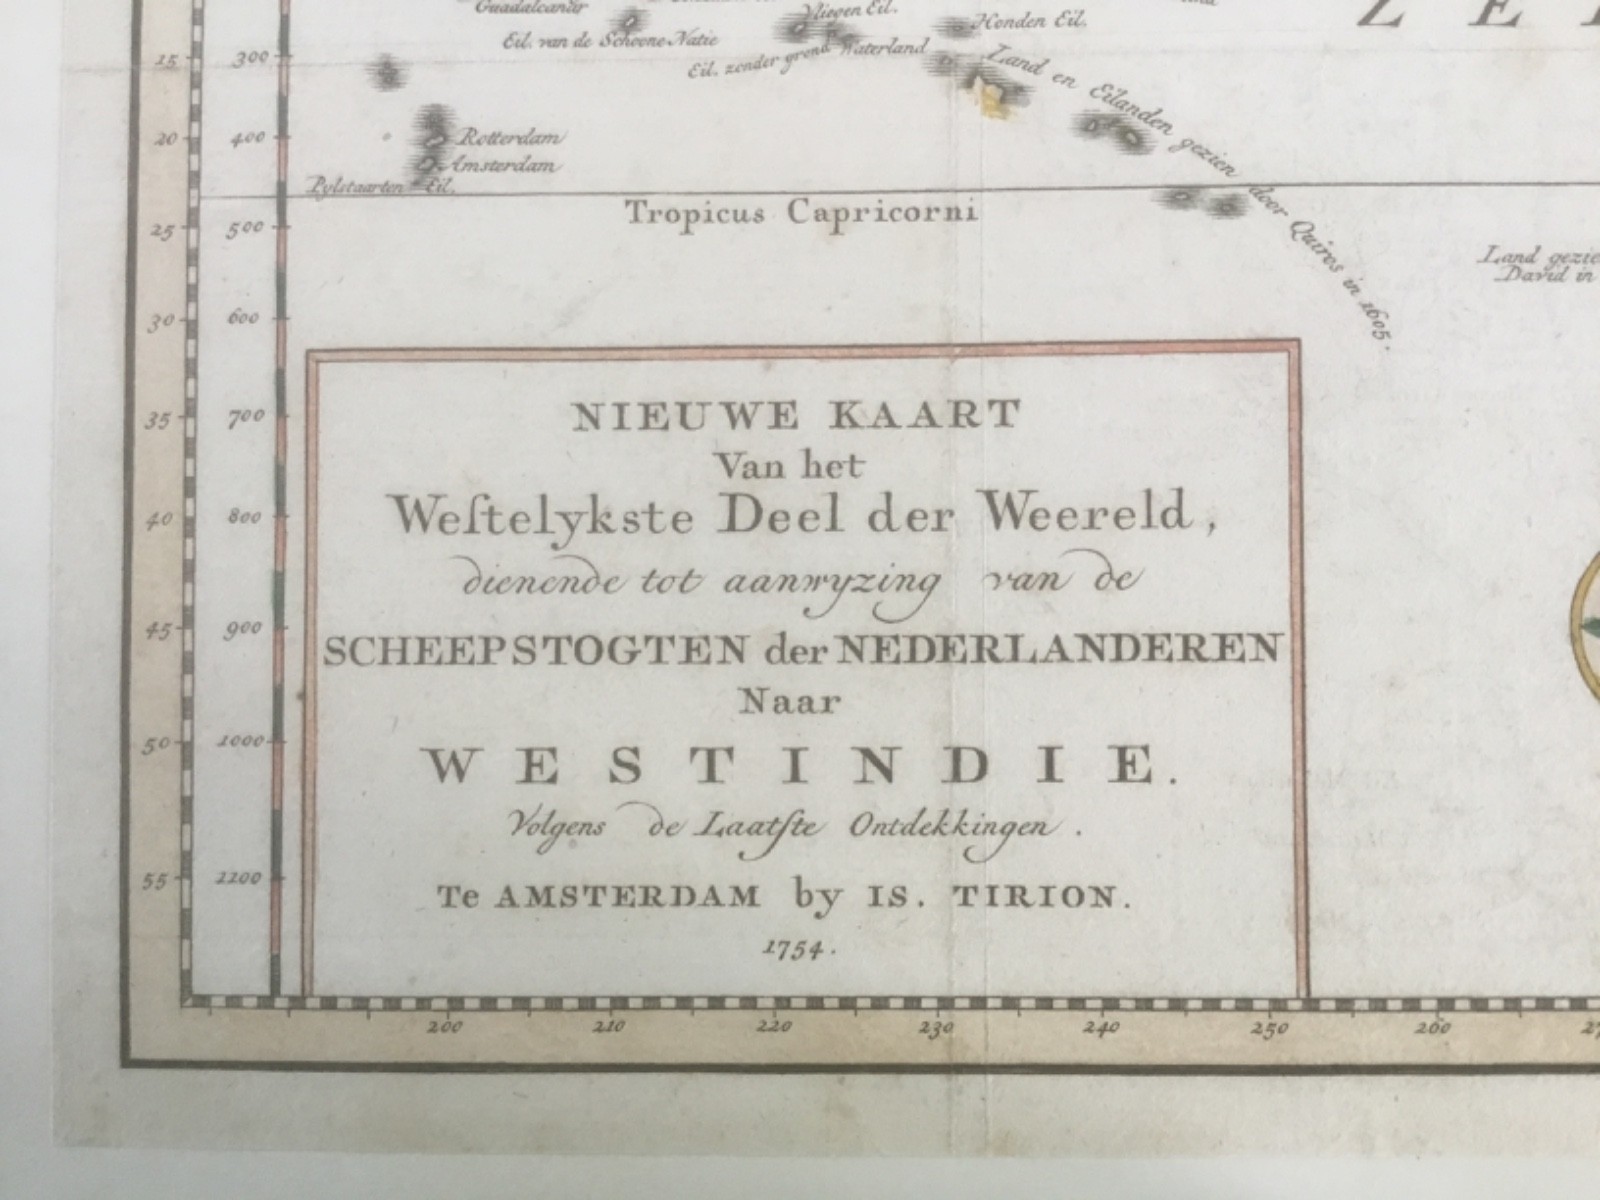 Guadalcanar
Vliegen Eil.
Honden Eil.
Z E
Eil. van de Schoone Natie
Eil. zonder grond
Waterland
Land en Eilanden gezien door Quiros in 1605.
Rotterdam
Amsterdam
Pylstaarten Eil.
Tropicus Capricorni
Land gezie
David in
15
20
25
30
35
40
45
50
55
300
400
500
600
700
800
900
1000
1100
NIEUWE KAART
Van het
Weſtelykste Deel der Weereld,
dienende tot aanwyzing van de
SCHEEPSTOGTEN der NEDERLANDEREN
Naar
WESTINDIE.
Volgens de Laatſte Ontdekkingen.
Te AMSTERDAM by IS. TIRION.
1754.
200 210 220 230 240 250 260 27